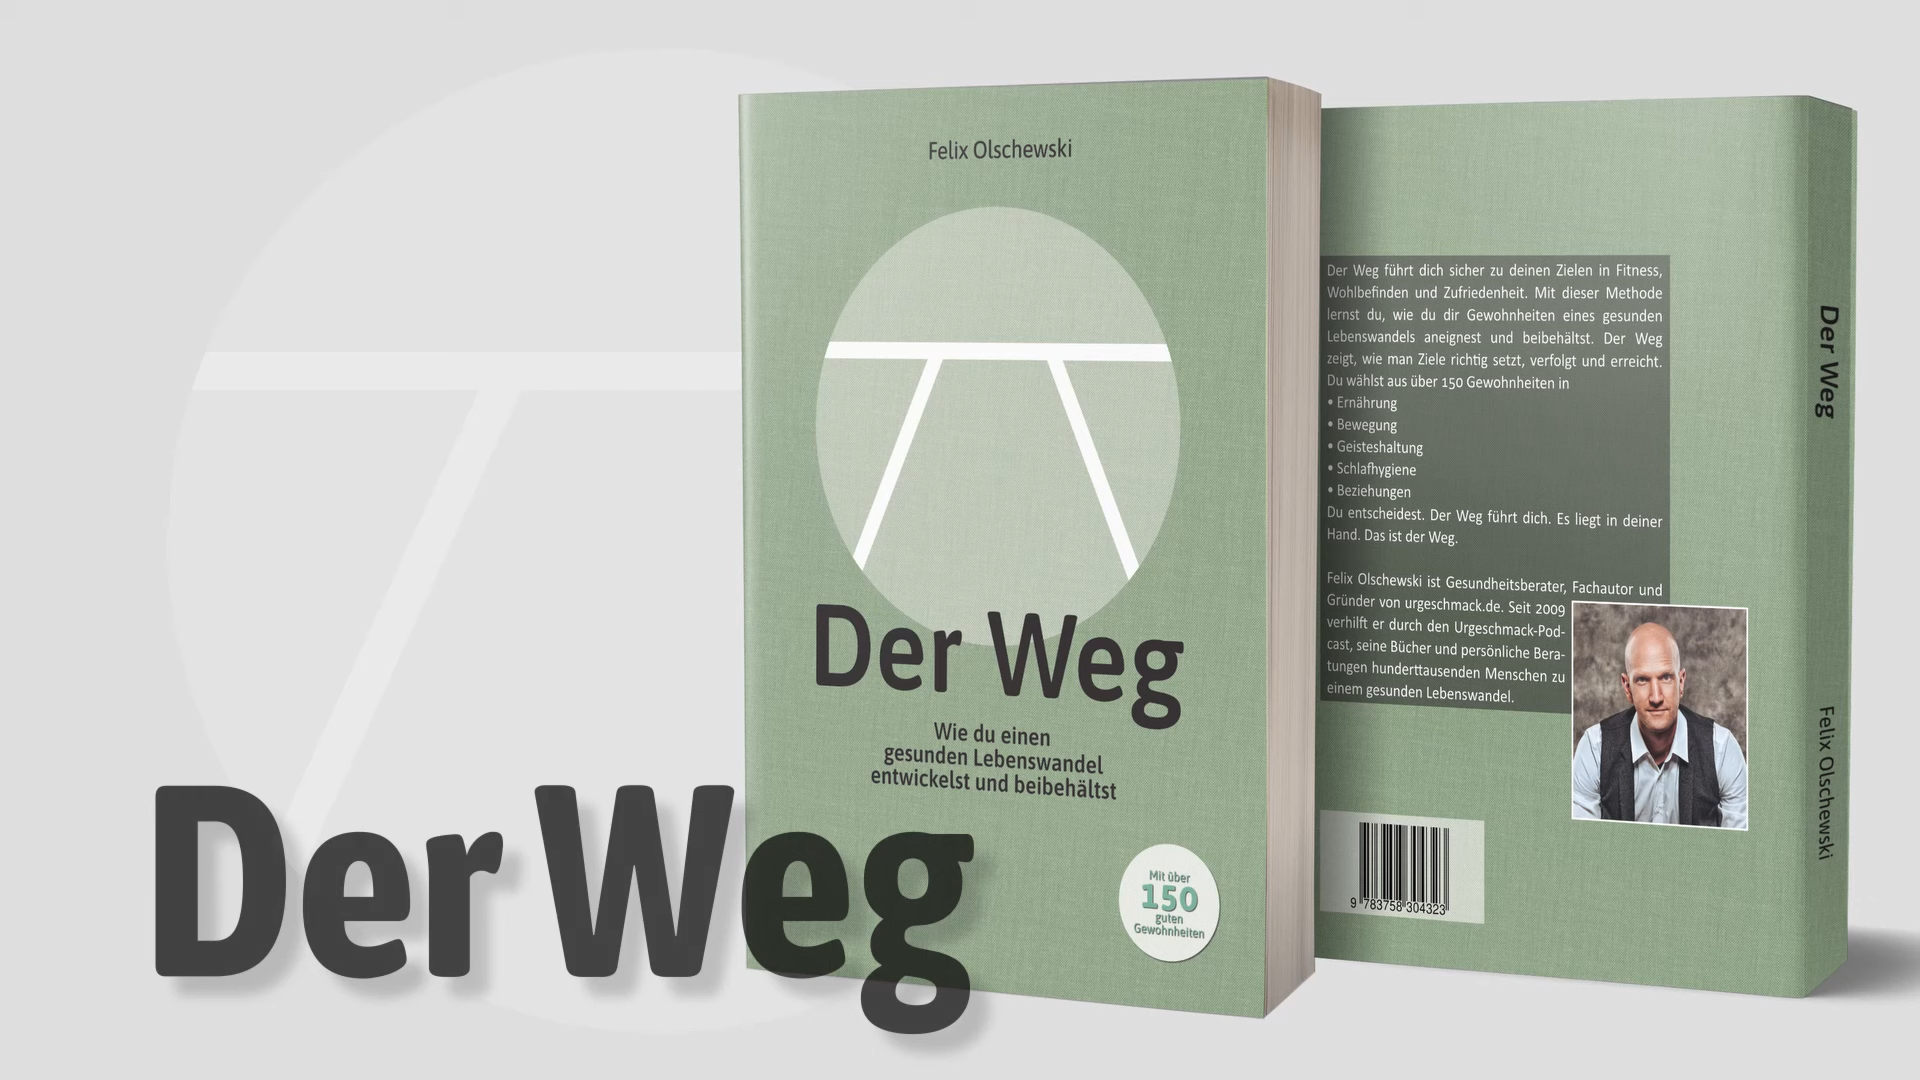 Felix Olschewski
Der Weg
Wie du einen
gesunden Lebenswandel
entwickelst und beibehältst
Mit über
150
guten
Gewohnheiten
Der Weg
Der Weg führt dich sicher zu deinen Zielen in Fitness,
Wohlbefinden und Zufriedenheit. Mit dieser Methode
lernst du, wie du dir Gewohnheiten eines gesunden
Lebenswandels aneignest und beibehältst. Der Weg
zeigt, wie man Ziele richtig setzt, verfolgt und erreicht.
Du wählst aus über 150 Gewohnheiten in
• Ernährung
• Bewegung
• Geisteshaltung
• Schlafhygiene
• Beziehungen
Du entscheidest. Der Weg führt dich. Es liegt in deiner
Hand. Das ist der Weg.
Felix Olschewski ist Gesundheitsberater, Fachautor und
Gründer von urgeschmack.de. Seit 2009
verhilft er durch den Urgeschmack-Pod-
cast, seine Bücher und persönliche Bera-
tungen hunderttausenden Menschen zu
einem gesunden Lebenswandel.
9 783758 304323
Der Weg
Felix Olschewski